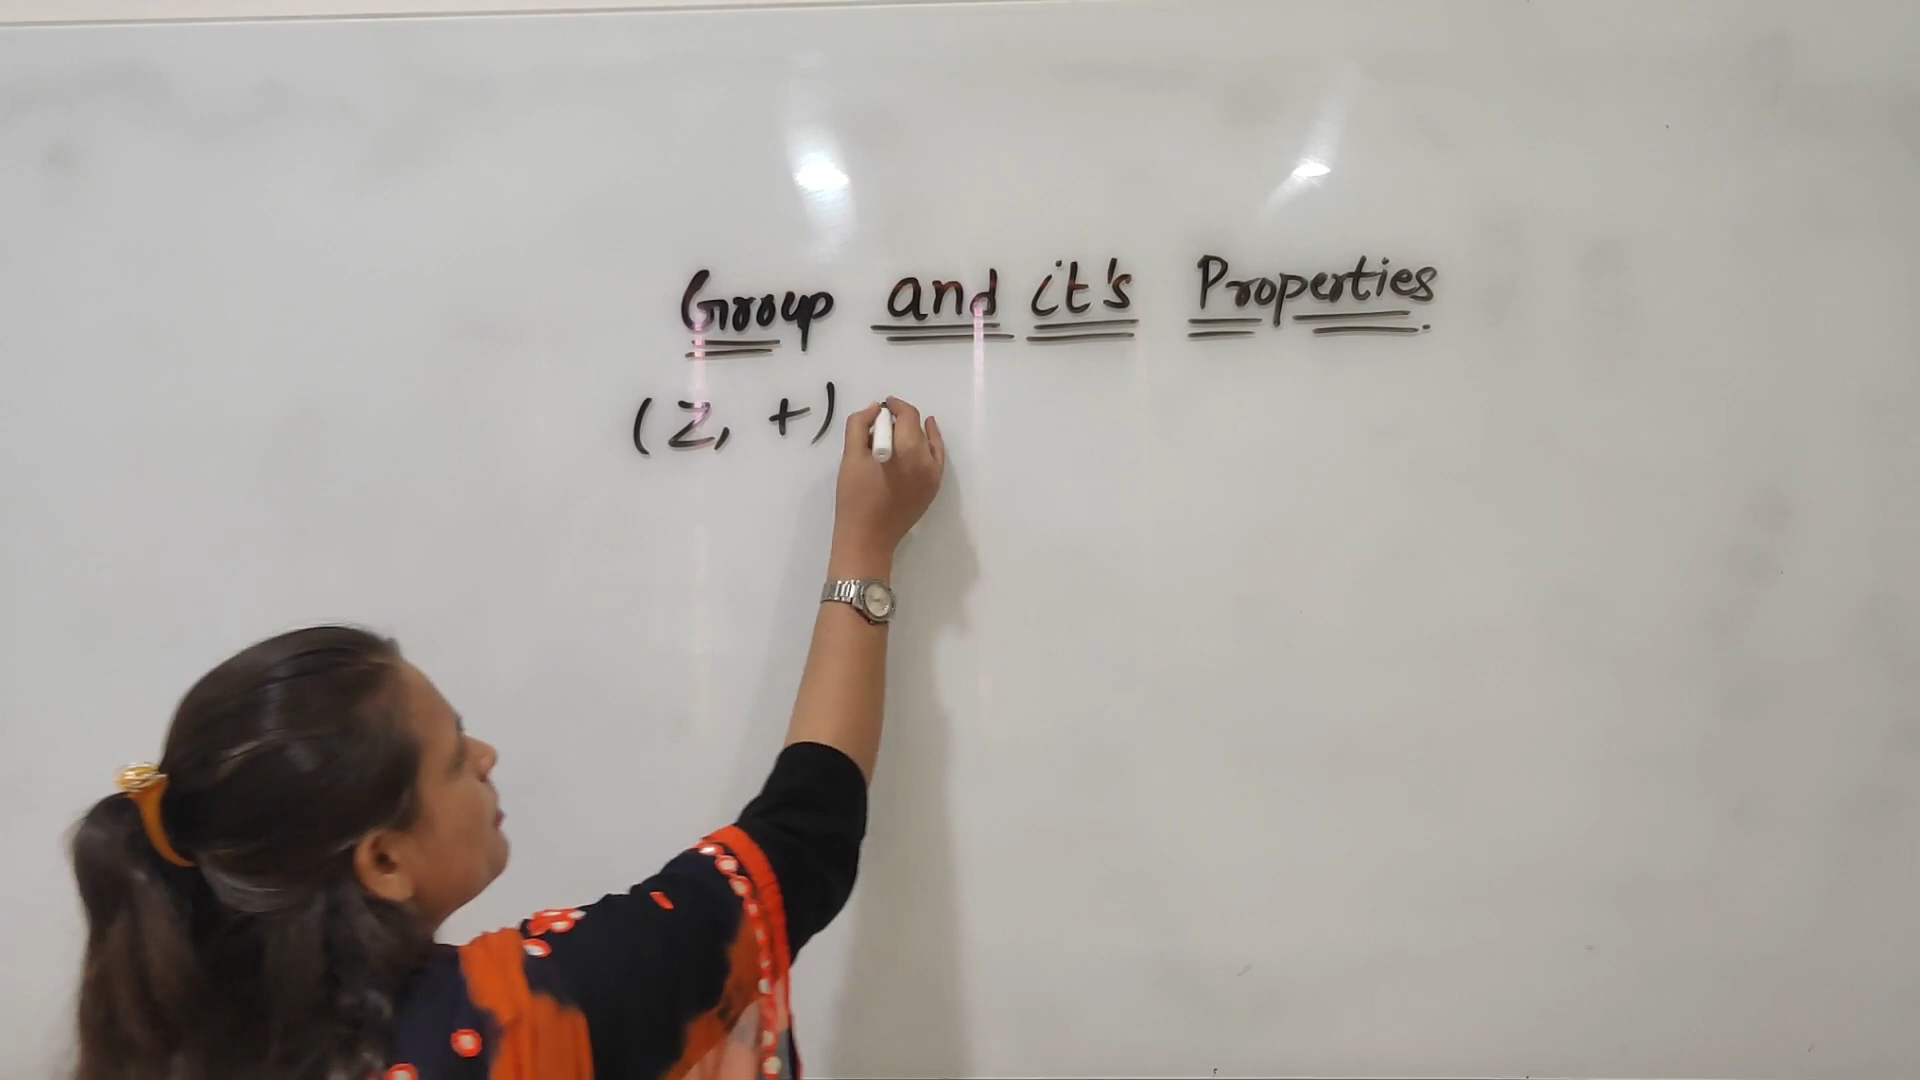 Group and it's Properties
(Z, +)